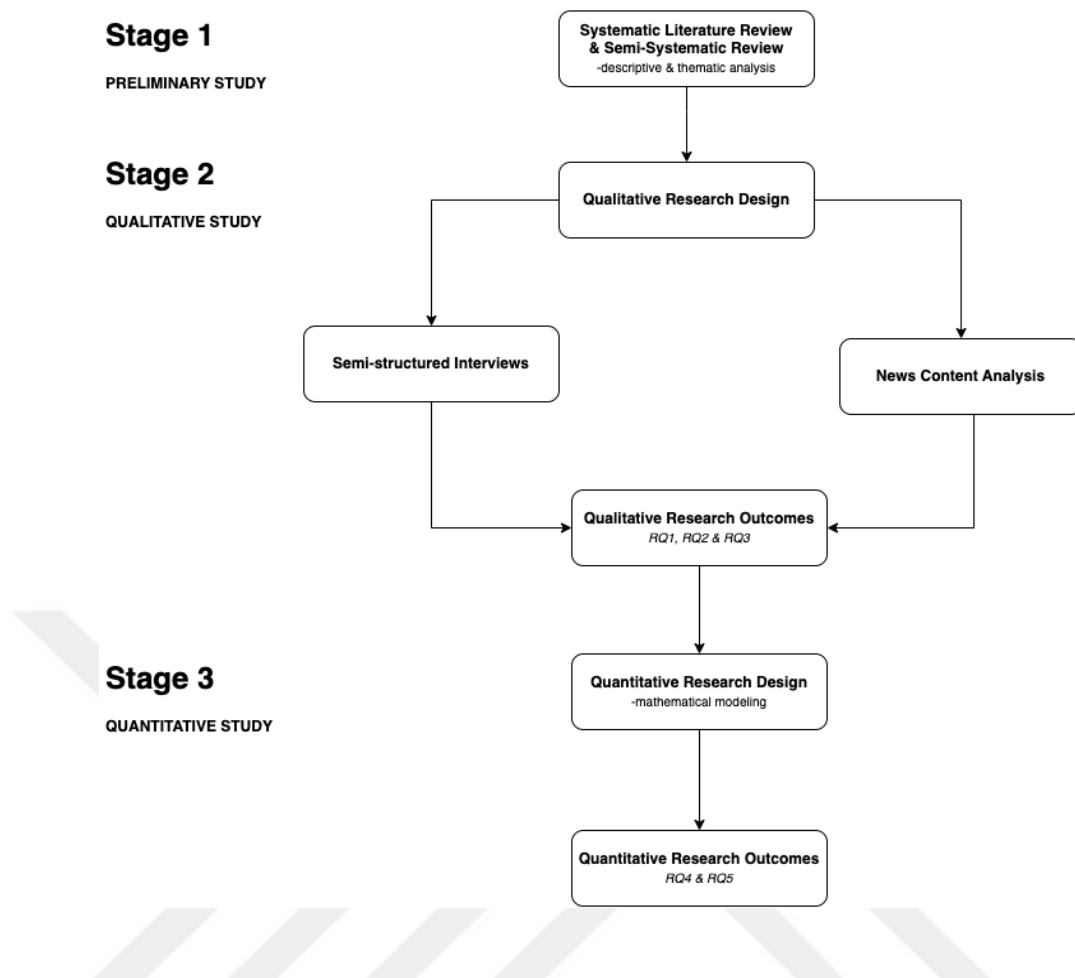 Stage 1
PRELIMINARY STUDY
Systematic Literature Review
& Semi-Systematic Review
-descriptive & thematic analysis
Stage 2
QUALITATIVE STUDY
Qualitative Research Design
Semi-structured Interviews
News Content Analysis
Qualitative Research Outcomes
RQ1, RQ2 & RQ3
Stage 3
QUANTITATIVE STUDY
Quantitative Research Design
-mathematical modeling
Quantitative Research Outcomes
RQ4 & RQ5